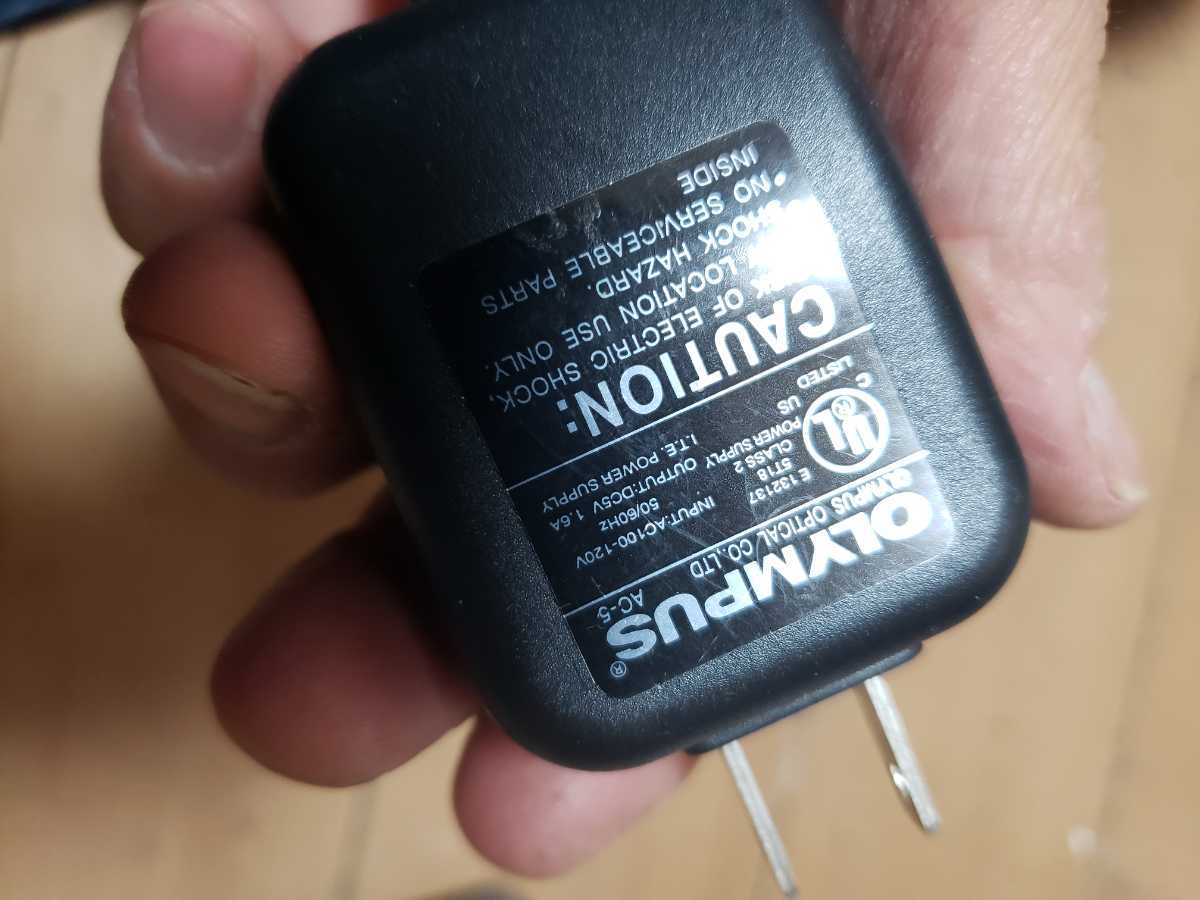 OLYMPUS®
OLYMPUS OPTICAL CO.,LTD AC-5
E 132137
5T18
CLASS 2
POWER SUPPLY
C UL® US
LISTED
INPUT:AC100-120V
50/60Hz
OUTPUT:DC5V 1.6A
I.T.E. POWER SUPPLY
CAUTION:
OF ELECTRIC SHOCK,
LOCATION USE ONLY.
SHOCK HAZARD.
•NO SERVICEABLE PARTS
INSIDE